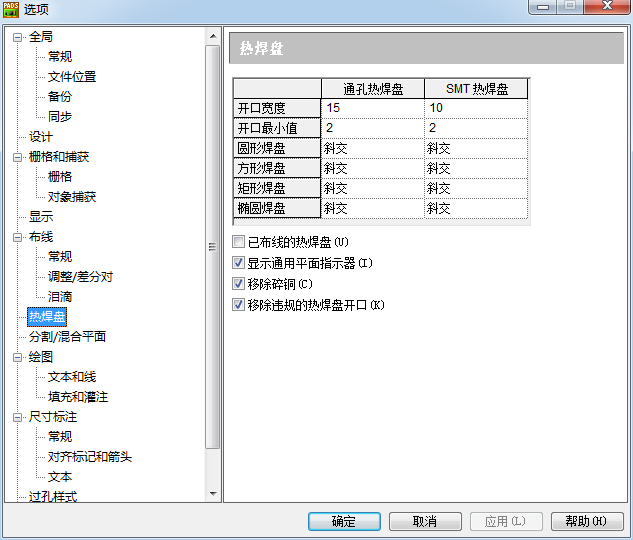 PADS 选项
全局
常规
文件位置
备份
同步
设计
栅格和捕获
栅格
对象捕获
显示
布线
常规
调整/差分对
泪滴
热焊盘
分割/混合平面
绘图
文本和线
填充和灌注
尺寸标注
常规
对齐标记和箭头
文本
过孔样式
热焊盘
通孔热焊盘 SMT 热焊盘
开口宽度 15 10
开口最小值 2 2
圆形焊盘 斜交 斜交
方形焊盘 斜交 斜交
矩形焊盘 斜交 斜交
椭圆焊盘 斜交 斜交
已布线的热焊盘(U)
显示通用平面指示器(I)
移除碎铜(C)
移除违规的热焊盘开口(K)
确定 取消 应用(L) 帮助(H)